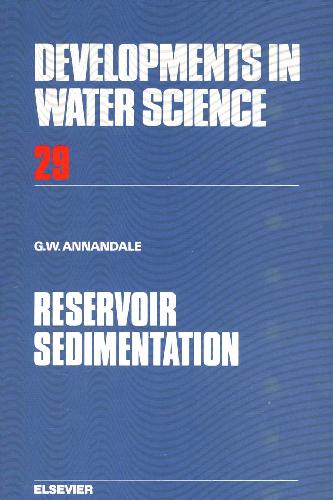 DEVELOPMENTS IN
WATER SCIENCE
29
G.W. ANNANDALE
RESERVOIR
SEDIMENTATION
ELSEVIER